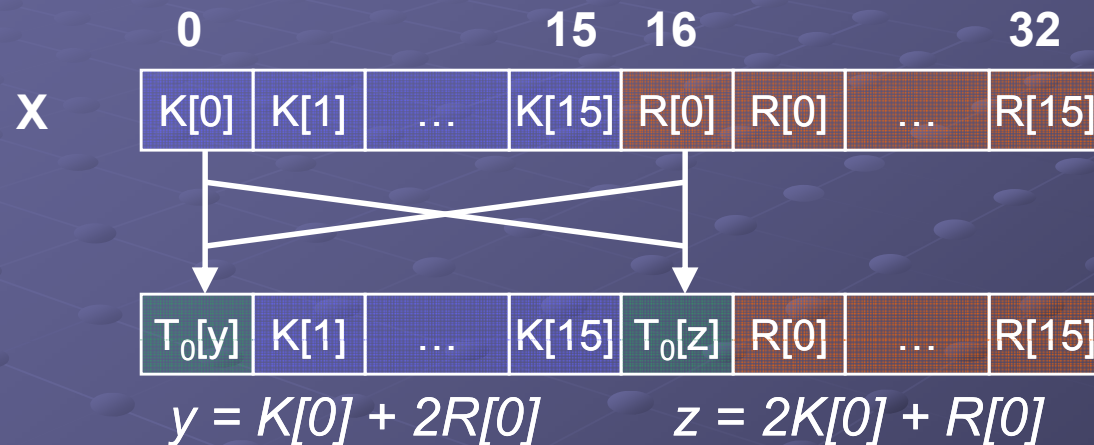 0 15 16 32
X K[0] K[1] ... K[15] R[0] R[0] ... R[15]
T₀[y] K[1] ... K[15] T₀[z] R[0] ... R[15]
y = K[0] + 2R[0] z = 2K[0] + R[0]